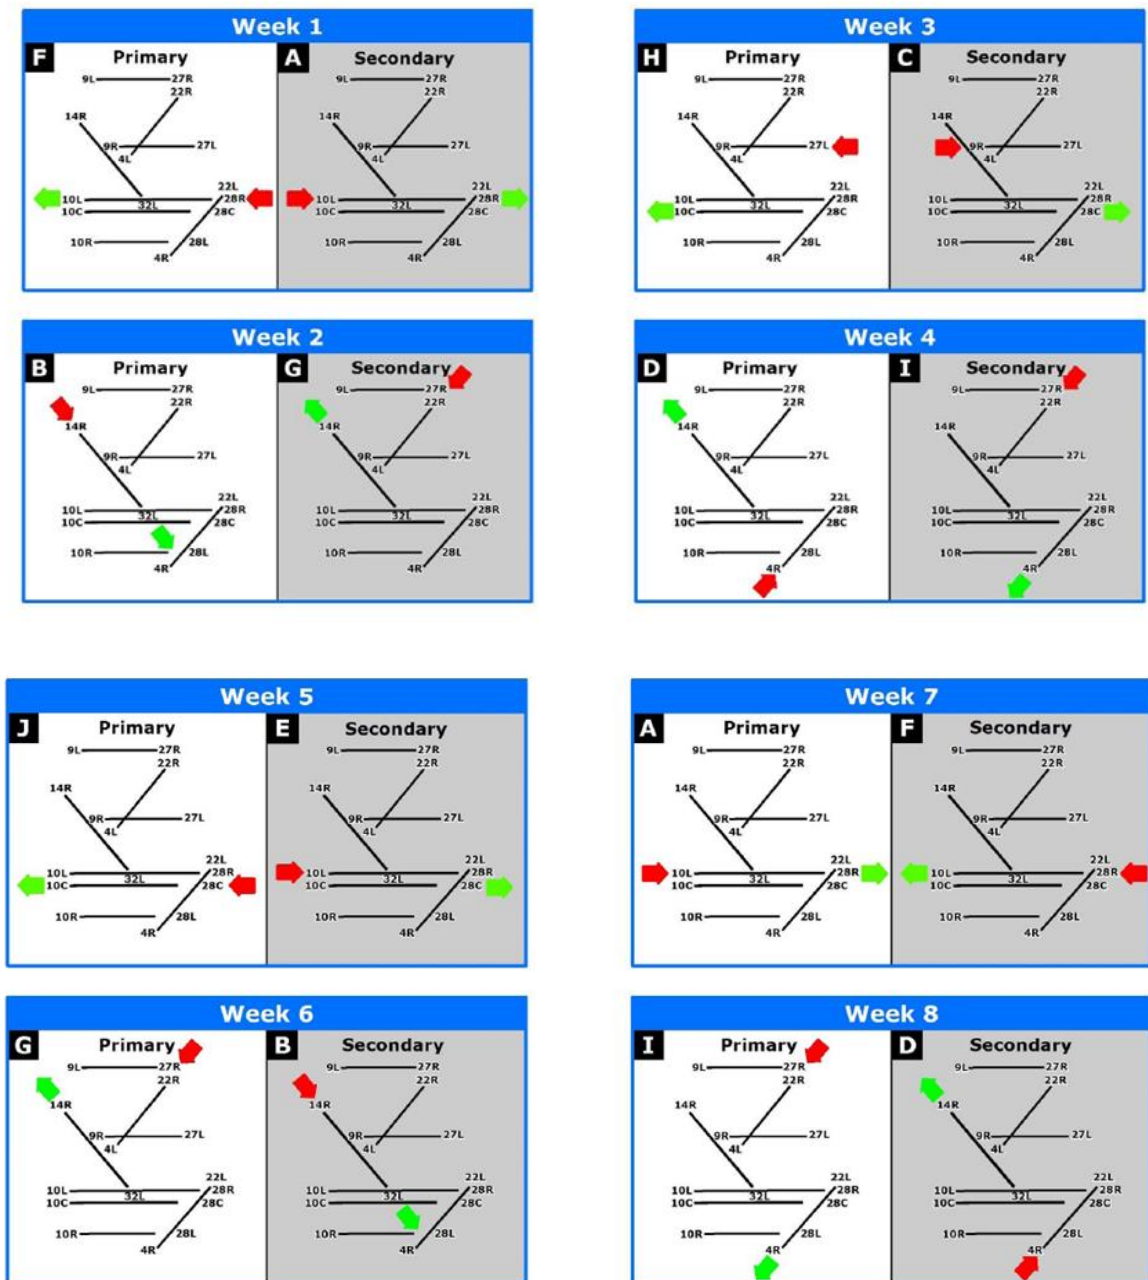 Week 1
F Primary
9L 27R
22R
14R
9R 27L
4L
22L
10L 28R
32L
10C 28C
10R 28L
4R
A Secondary
9L 27R
22R
14R
9R 27L
4L
22L
10L 28R
32L
10C 28C
10R 28L
4R
Week 2
B Primary
9L 27R
22R
14R
9R 27L
4L
22L
10L 28R
32L
10C 28C
10R 28L
4R
G Secondary
9L 27R
22R
14R
9R 27L
4L
22L
10L 28R
32L
10C 28C
10R 28L
4R
Week 3
H Primary
9L 27R
22R
14R
9R 27L
4L
22L
10L 28R
32L
10C 28C
10R 28L
4R
C Secondary
9L 27R
22R
14R
9R 27L
4L
22L
10L 28R
32L
10C 28C
10R 28L
4R
Week 4
D Primary
9L 27R
22R
14R
9R 27L
4L
22L
10L 28R
32L
10C 28C
10R 28L
4R
I Secondary
9L 27R
22R
14R
9R 27L
4L
22L
10L 28R
32L
10C 28C
10R 28L
4R
Week 5
J Primary
9L 27R
22R
14R
9R 27L
4L
22L
10L 28R
32L
10C 28C
10R 28L
4R
E Secondary
9L 27R
22R
14R
9R 27L
4L
22L
10L 28R
32L
10C 28C
10R 28L
4R
Week 6
G Primary
9L 27R
22R
14R
9R 27L
4L
22L
10L 28R
32L
10C 28C
10R 28L
4R
B Secondary
9L 27R
22R
14R
9R 27L
4L
22L
10L 28R
32L
10C 28C
10R 28L
4R
Week 7
A Primary
9L 27R
22R
14R
9R 27L
4L
22L
10L 28R
32L
10C 28C
10R 28L
4R
F Secondary
9L 27R
22R
14R
9R 27L
4L
22L
10L 28R
32L
10C 28C
10R 28L
4R
Week 8
I Primary
9L 27R
22R
14R
9R 27L
4L
22L
10L 28R
32L
10C 28C
10R 28L
4R
D Secondary
9L 27R
22R
14R
9R 27L
4L
22L
10L 28R
32L
10C 28C
10R 28L
4R